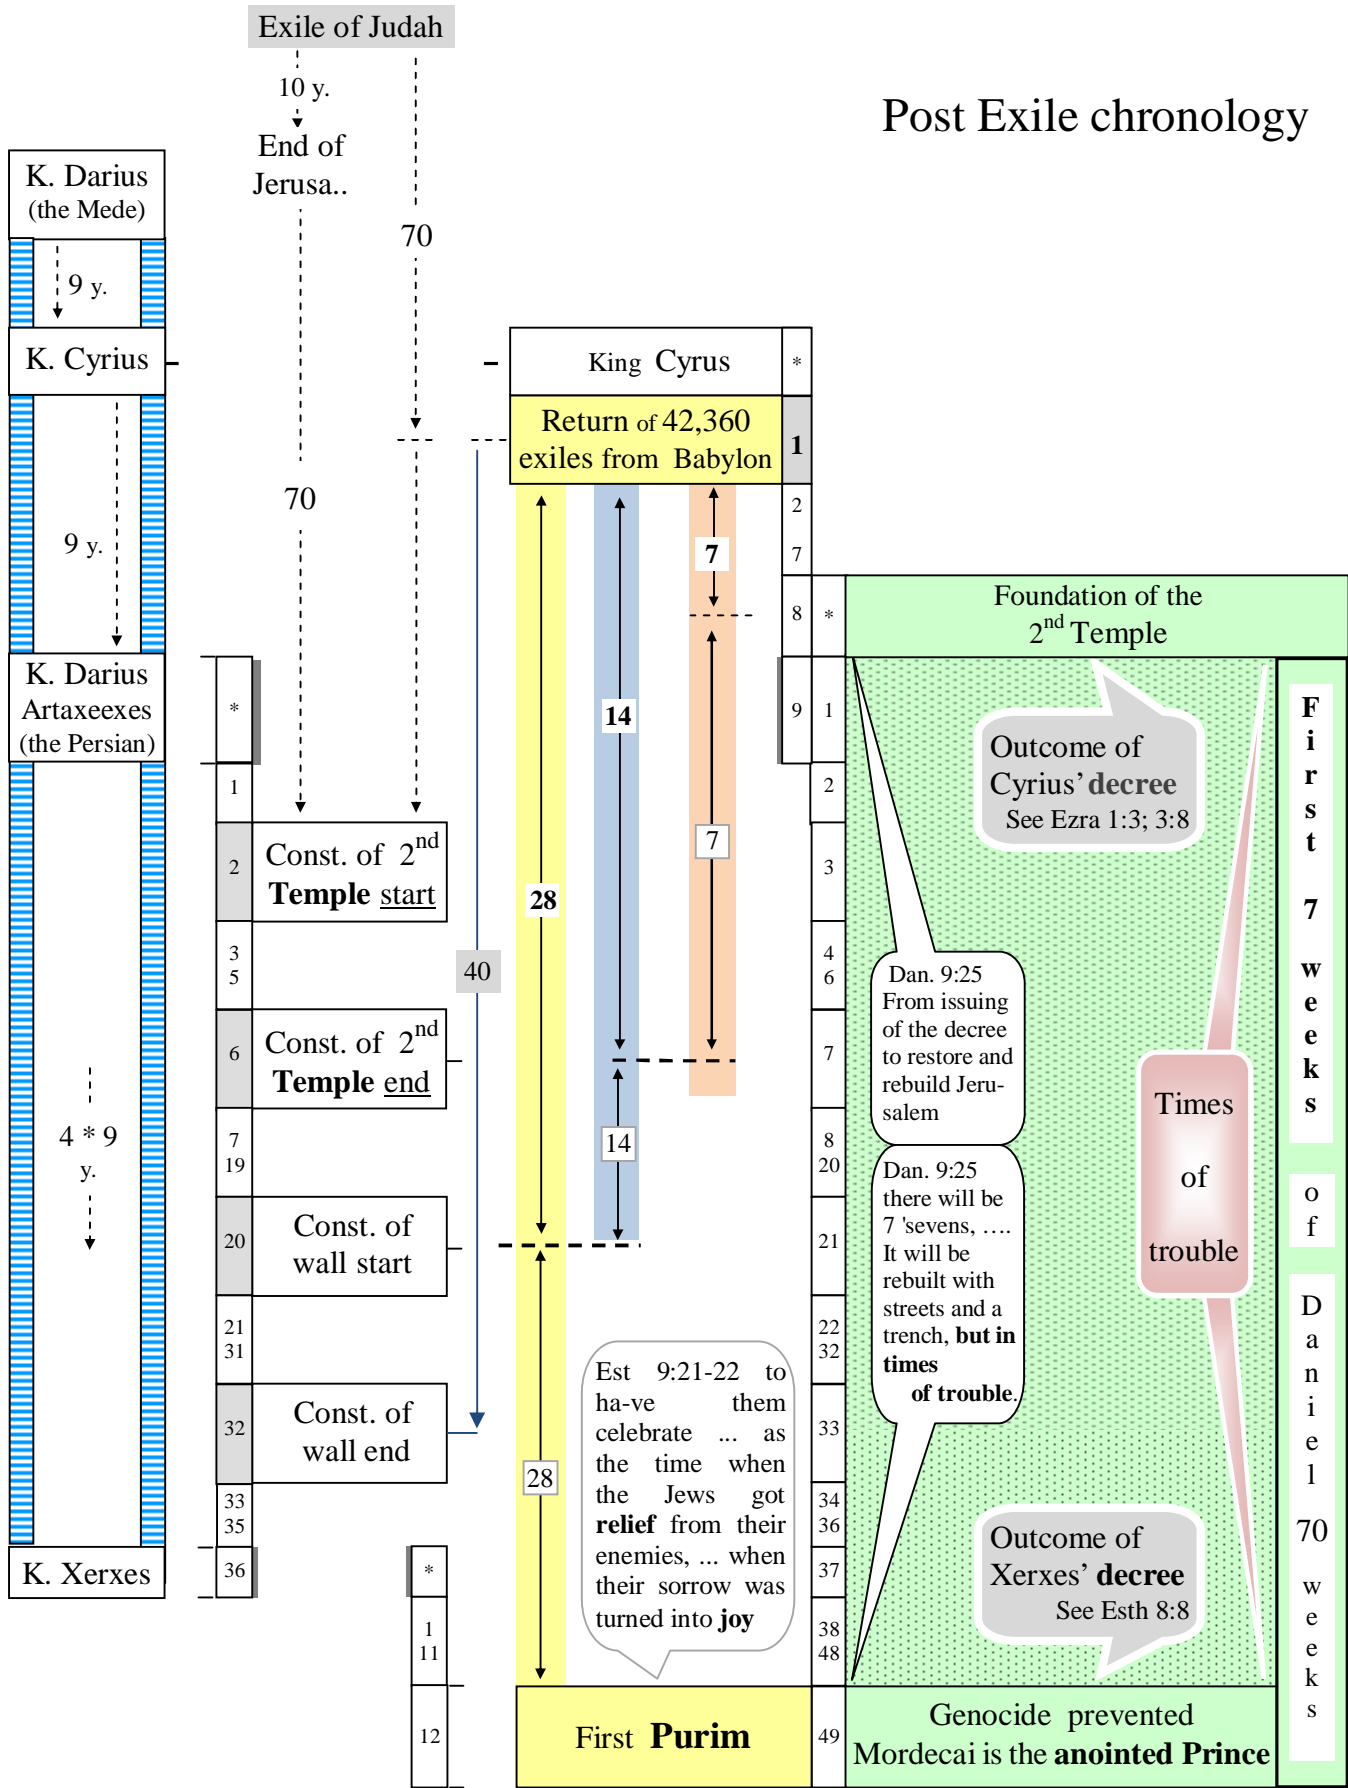 Exile of Judah
10 y.
Post Exile chronology
End of
Jerusa..
K. Darius
(the Mede)
70
9 y.
K. Cyrius
King Cyrus
*
Return of 42,360
exiles from Babylon
1
70
2
7
7
9 y.
8
*
Foundation of the
2nd Temple
K. Darius
Artaxeexes
(the Persian)
*
14
9
1
Outcome of
Cyrius’ decree
See Ezra 1:3; 3:8
1
2
2
Const. of 2nd
Temple start
7
3
28
3
5
40
4
6
Dan. 9:25
From issuing
of the decree
to restore and
rebuild Jeru-
salem
6
Const. of 2nd
Temple end
7
4 * 9
y.
7
19
14
8
20
Times
of
trouble
Dan. 9:25
there will be
7 'sevens, ….
It will be
rebuilt with
streets and a
trench, but in
times
of trouble.
20
Const. of
wall start
21
21
31
22
32
Est 9:21-22 to
ha-ve them
celebrate ... as
the time when
the Jews got
relief from their
enemies, ... when
their sorrow was
turned into joy
32
Const. of
wall end
33
28
33
35
34
36
Outcome of
Xerxes’ decree
See Esth 8:8
K. Xerxes
36
*
37
1
11
38
48
12
First Purim
49
Genocide prevented
Mordecai is the anointed Prince
First 7 weeks of Daniel 70 weeks